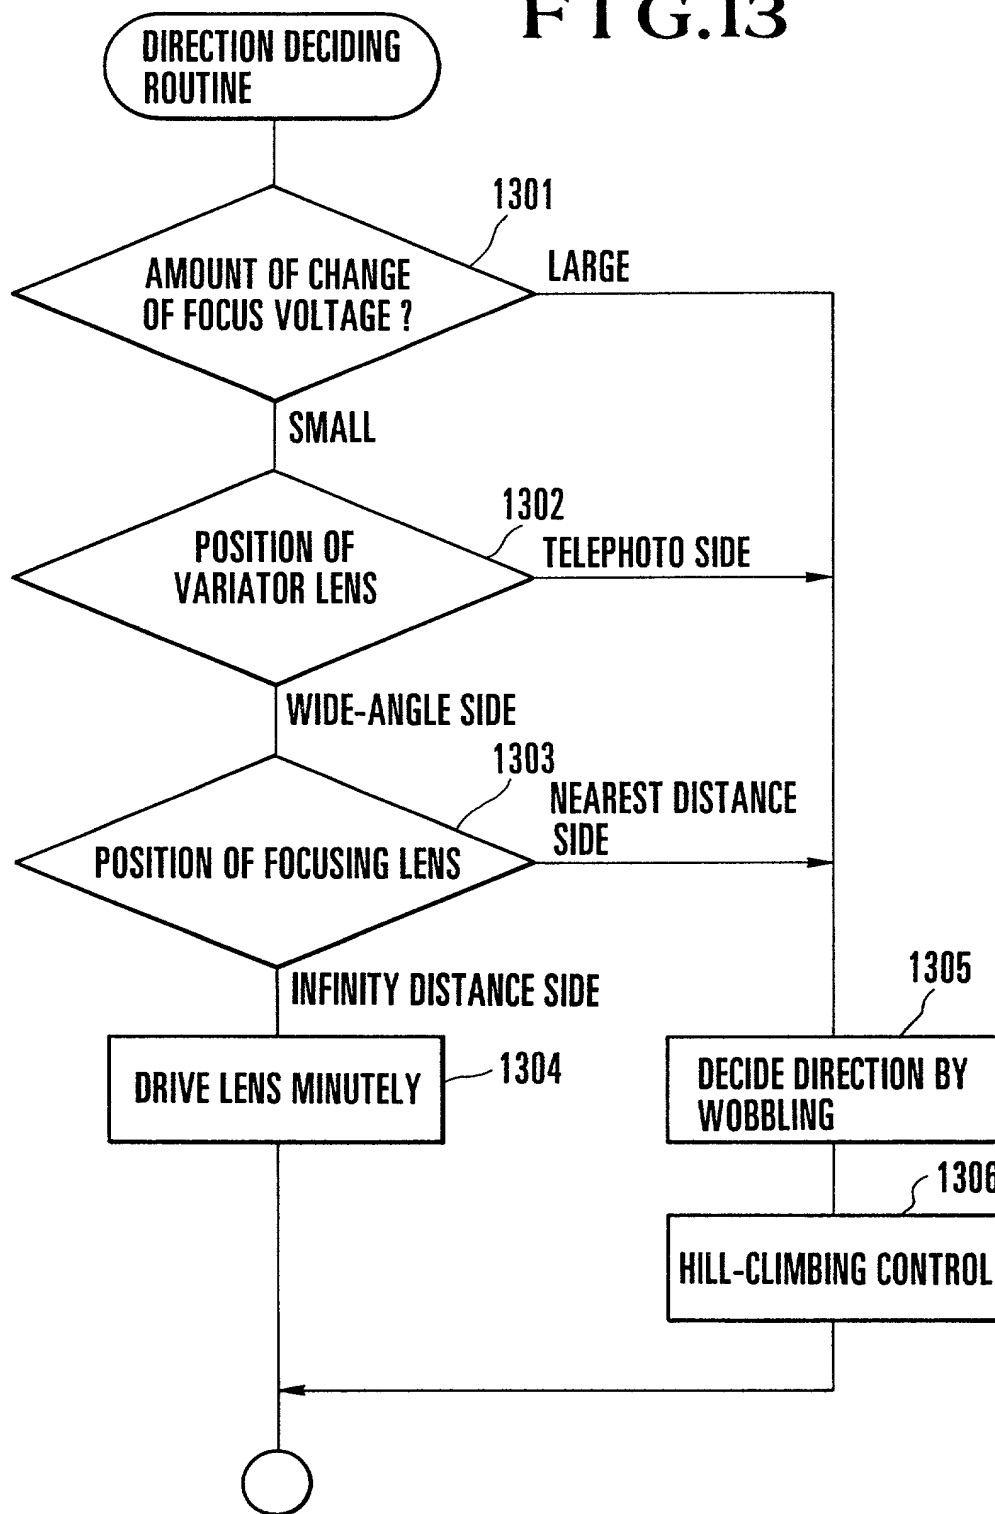 FIG.13
DIRECTION DECIDING
ROUTINE
1301
AMOUNT OF CHANGE
OF FOCUS VOLTAGE ?
LARGE
SMALL
1302
POSITION OF
VARIATOR LENS
TELEPHOTO SIDE
WIDE-ANGLE SIDE
1303
NEAREST DISTANCE
SIDE
POSITION OF FOCUSING LENS
INFINITY DISTANCE SIDE
1305
DRIVE LENS MINUTELY
1304
DECIDE DIRECTION BY
WOBBLING
1306
HILL-CLIMBING CONTROL